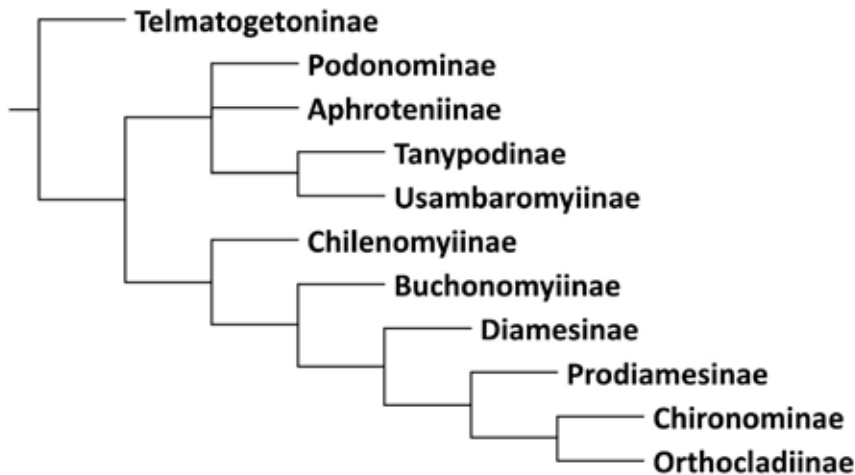 Telmatogetoninae
Podonominae
Aphroteniinae
Tanypodinae
Usambaromyiinae
Chilenomyiinae
Buchonomyiinae
Diamesinae
Prodiamesinae
Chironominae
Orthocladiinae